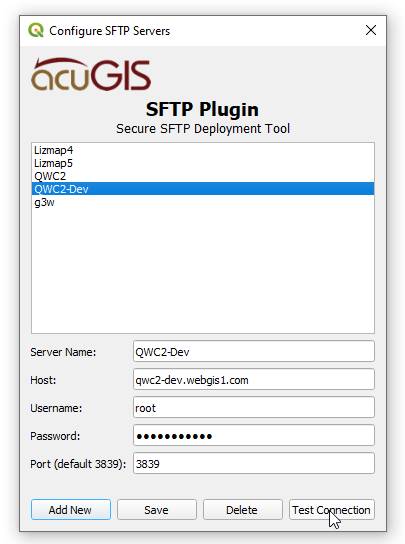 Configure SFTP Servers
acuGIS
SFTP Plugin
Secure SFTP Deployment Tool
Lizmap4
Lizmap5
QWC2
QWC2-Dev
g3w
Server Name: QWC2-Dev
Host: qwc2-dev.webgis1.com
Username: root
Password: ●●●●●●●●●●●
Port (default 3839): 3839
Add New Save Delete Test Connection